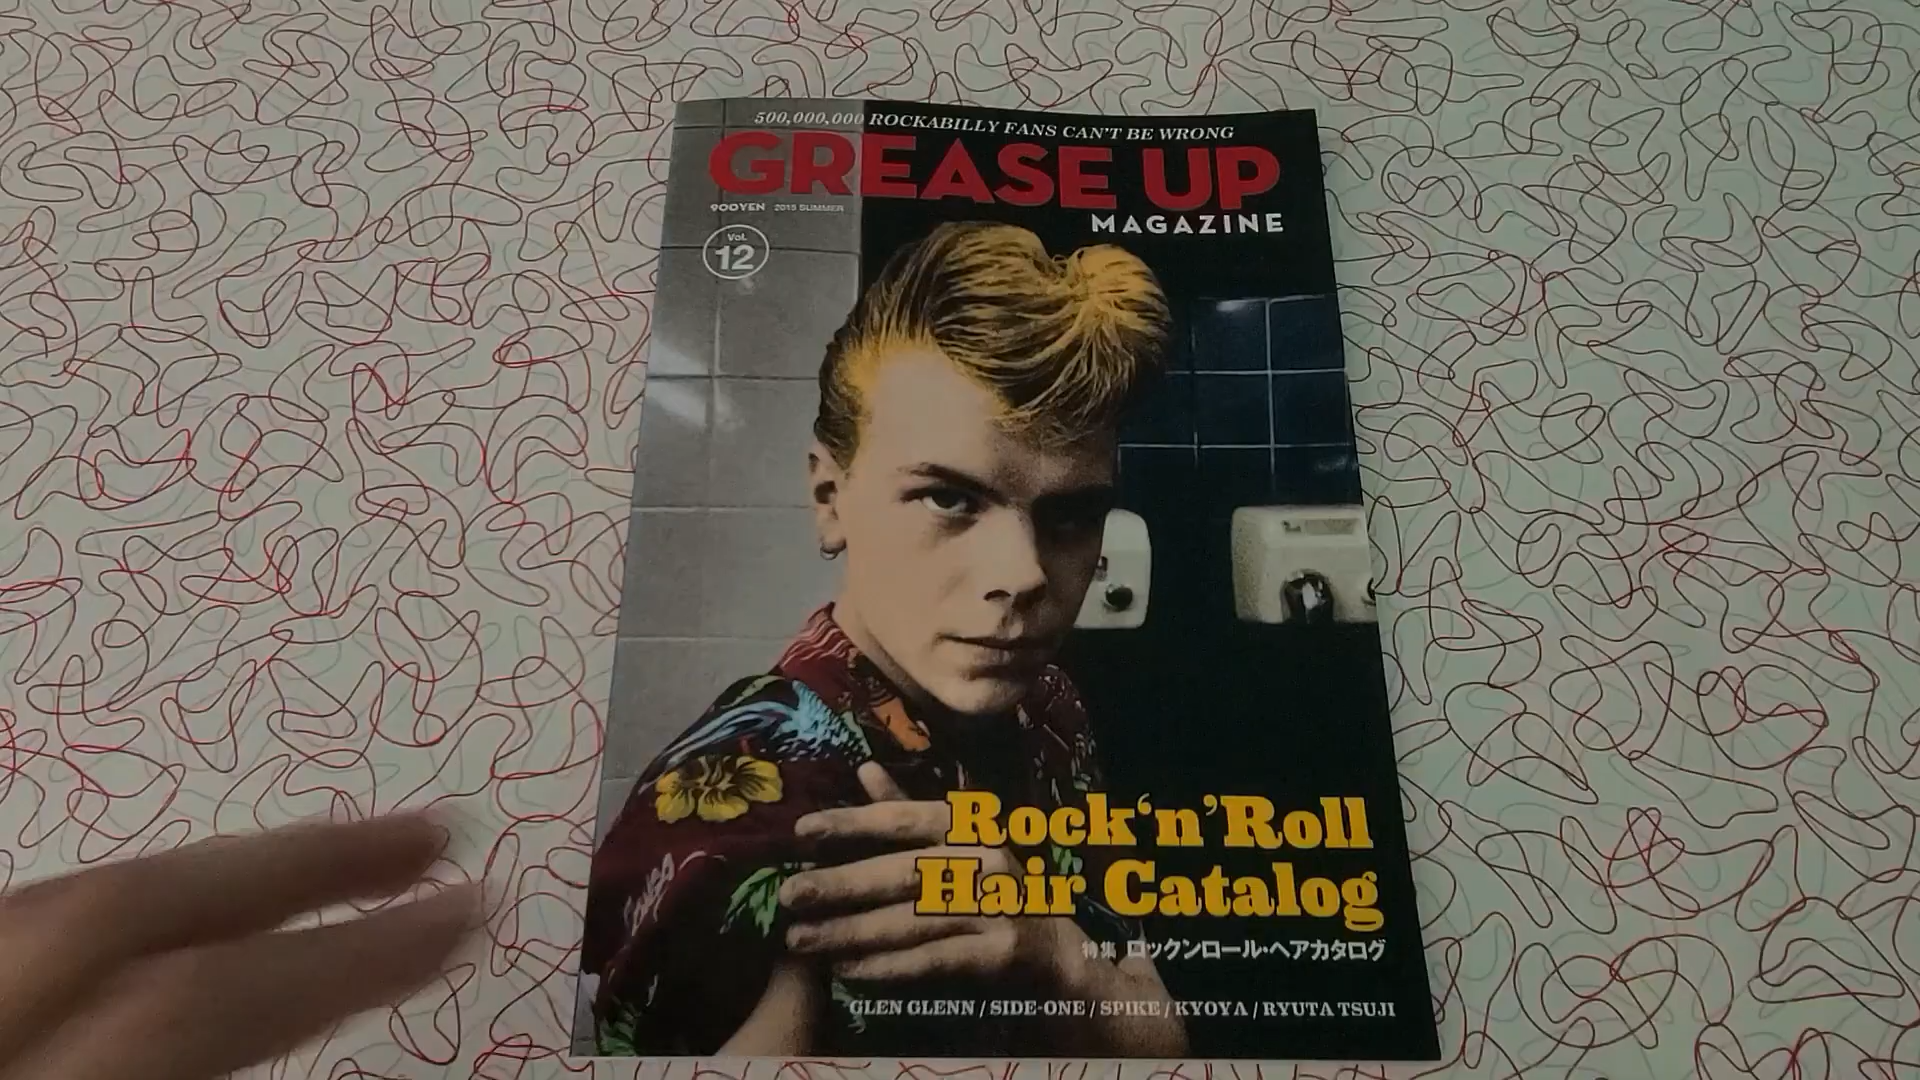 500,000,000 ROCKABILLY FANS CAN'T BE WRONG
GREASE UP
MAGAZINE
900YEN 2015 SUMMER
Vol.
12
Rock'n'Roll
Hair Catalog
特集 ロックンロール・ヘアカタログ
GLEN GLENN / SIDE-ONE / SPIKE / KYOYA / RYUTA TSUJI